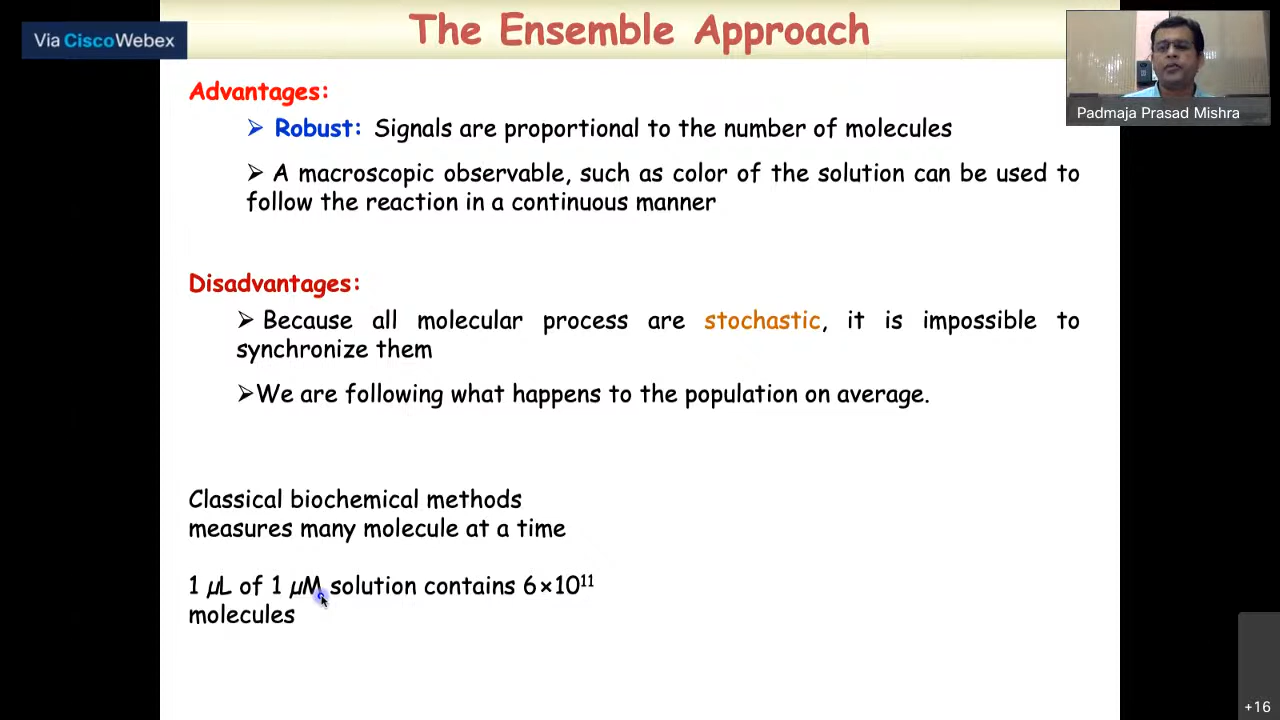 The Ensemble Approach
Via Cisco Webex
Padmaja Prasad Mishra
Advantages:
➢ Robust: Signals are proportional to the number of molecules
➢ A macroscopic observable, such as color of the solution can be used to
follow the reaction in a continuous manner
Disadvantages:
➢ Because all molecular process are stochastic, it is impossible to
synchronize them
➢We are following what happens to the population on average.
Classical biochemical methods
measures many molecule at a time
1 µL of 1 µM solution contains 6×10¹¹
molecules
+16